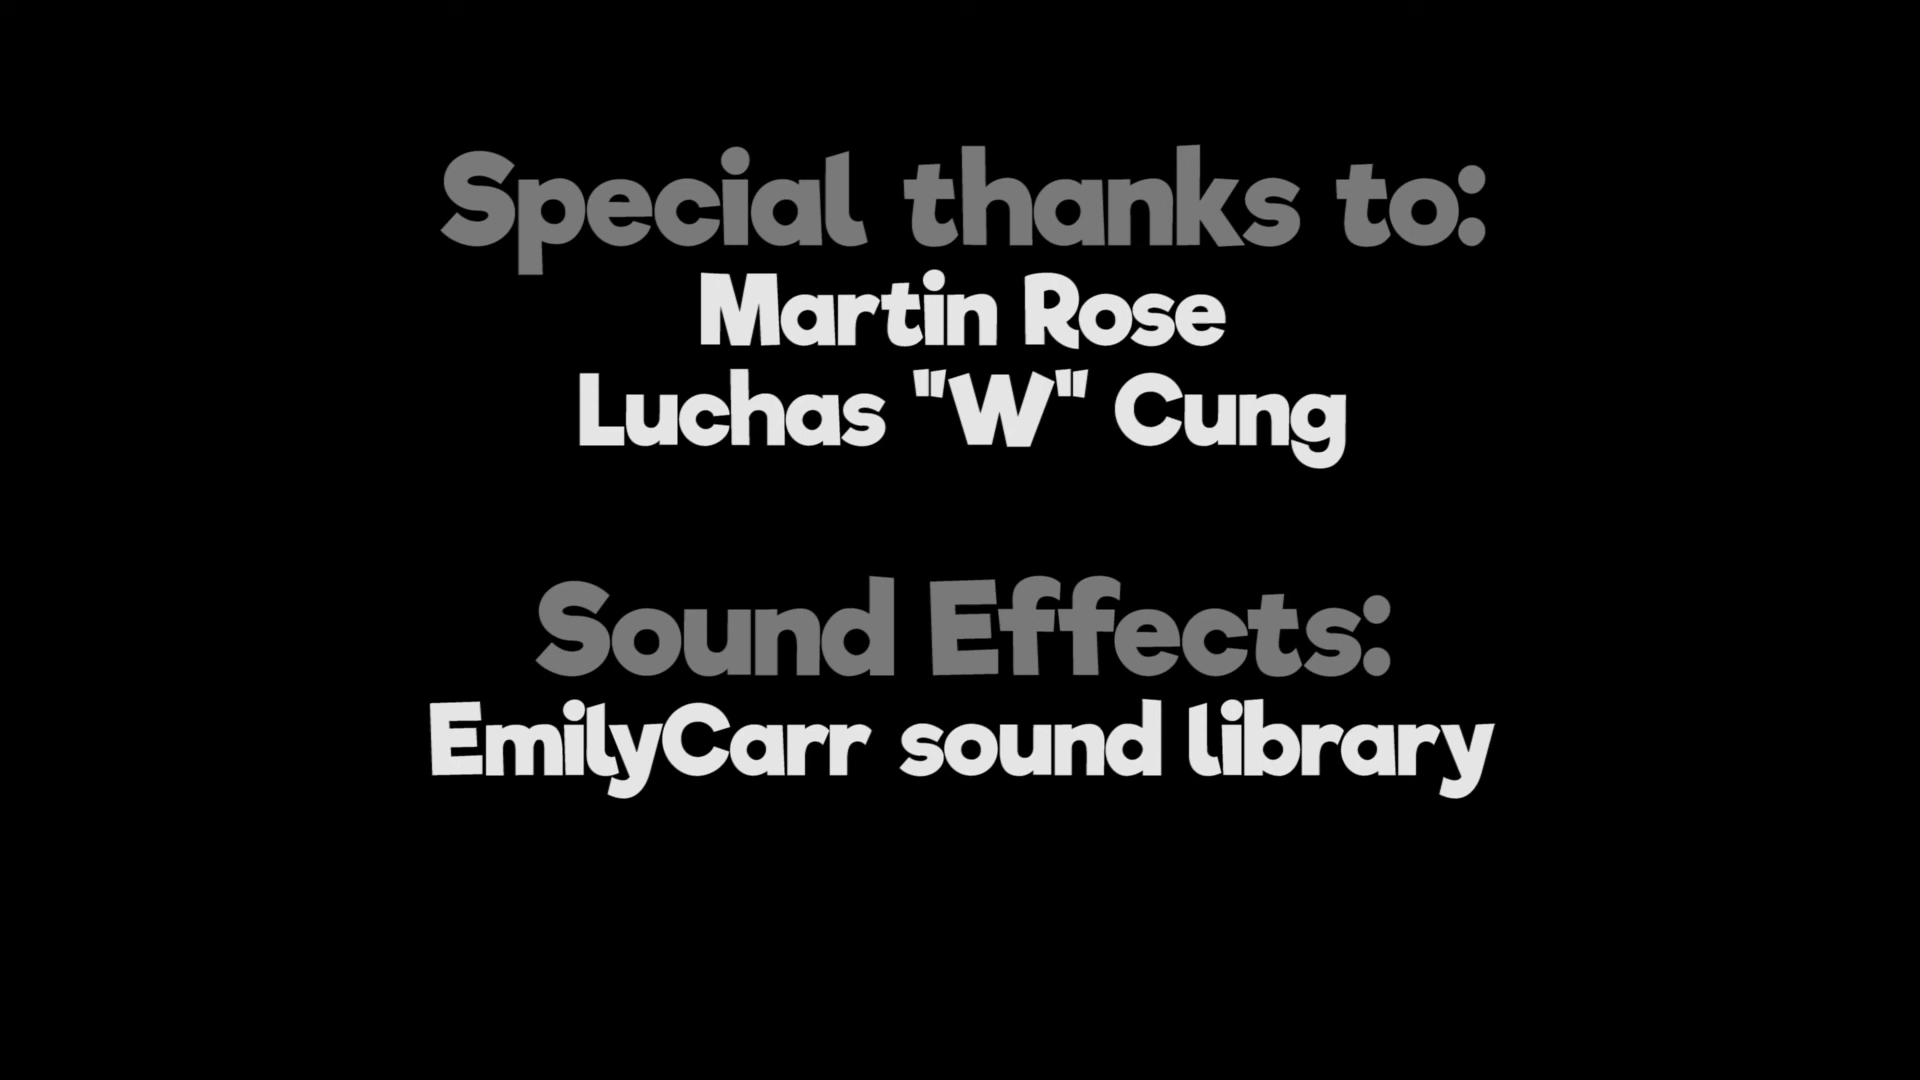 Special thanks to:
Martin Rose
Luchas "W" Cung
Sound Effects:
EmilyCarr sound library